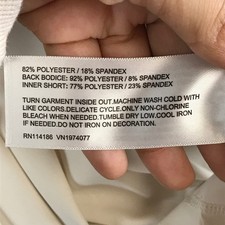 82% POLYESTER / 18% SPANDEX
BACK BODICE: 92% POLYESTER / 8% SPANDEX
INNER SHORT: 77% POLYESTER / 23% SPANDEX
TURN GARMENT INSIDE OUT.MACHINE WASH COLD WITH
LIKE COLORS.DELICATE CYCLE.ONLY NON-CHLORINE
BLEACH WHEN NEEDED.TUMBLE DRY LOW.COOL IRON
IF NEEDED.DO NOT IRON ON DECORATION.
RN114186 VN1974077